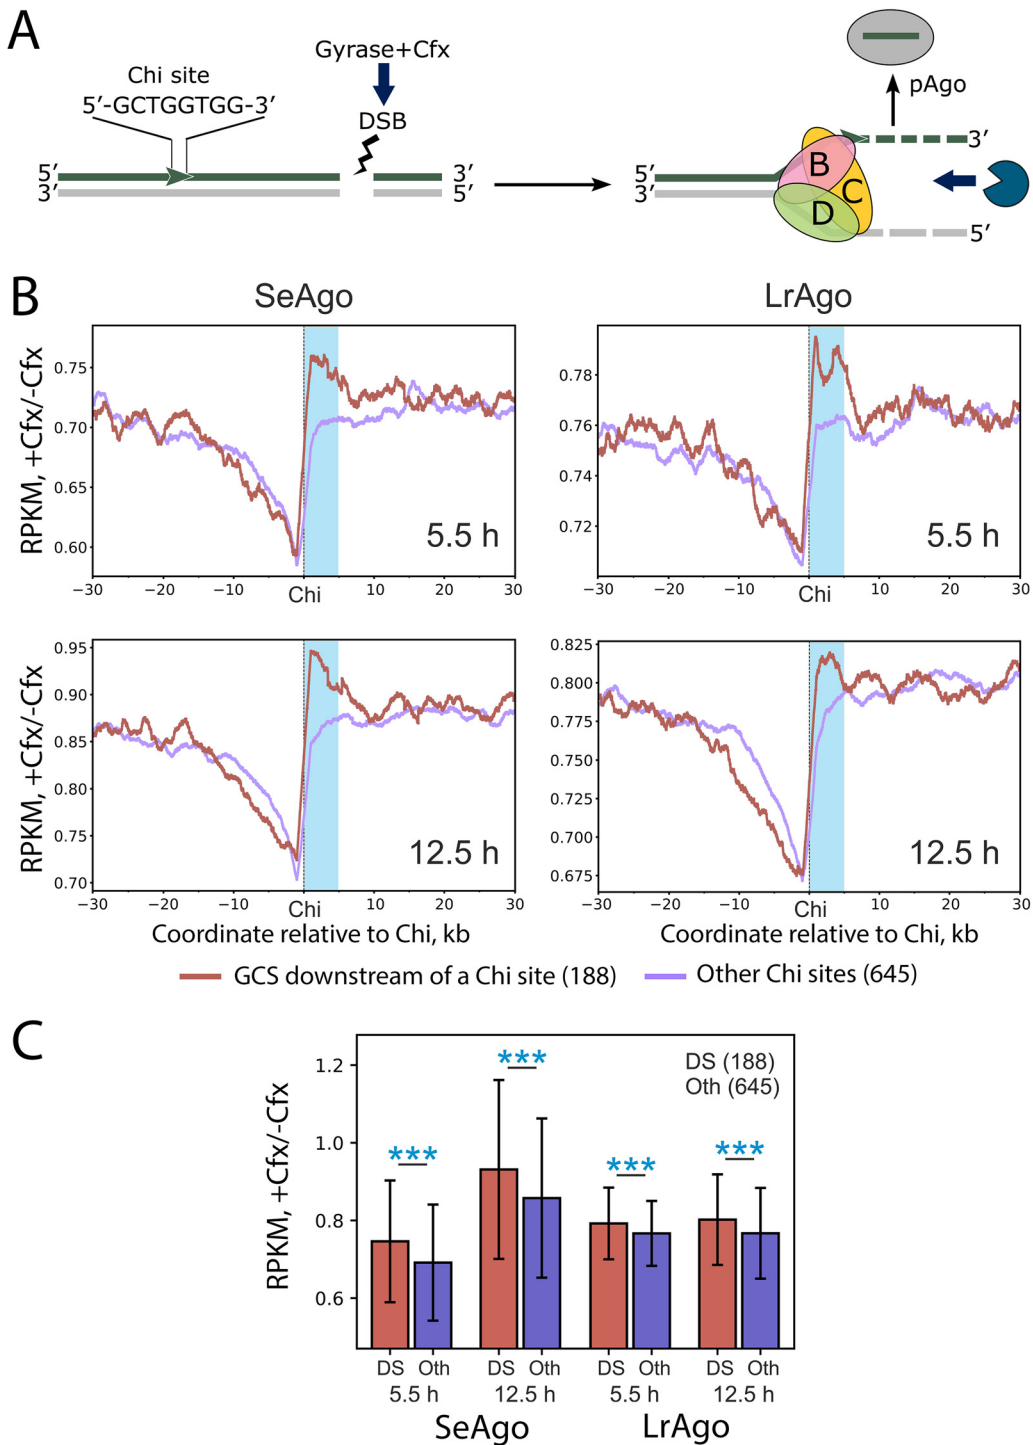 A
Chi site
5′-GCTGGTGG-3′
Gyrase+Cfx
DSB
5′
3′
3′
5′
pAgo
5′
3′
B
C
D
3′
5′
B
SeAgo
LrAgo
RPKM, +Cfx/-Cfx
0.75
0.70
0.65
0.60
5.5 h
−30
−10
Chi
10
20
30
0.78
0.76
0.74
0.72
5.5 h
−30
−20
−10
Chi
10
20
30
RPKM, +Cfx/-Cfx
0.95
0.90
0.85
0.80
0.75
0.70
12.5 h
−30
−20
−10
Chi
10
20
30
0.825
0.800
0.775
0.750
0.725
0.700
0.675
12.5 h
−30
−20
−10
Chi
10
20
30
Coordinate relative to Chi, kb
Coordinate relative to Chi, kb
GCS downstream of a Chi site (188)
Other Chi sites (645)
C
RPKM, +Cfx/-Cfx
1.2
1.0
0.8
0.6
***
***
***
***
DS (188)
Oth (645)
DS Oth DS Oth DS Oth DS Oth
5.5 h 12.5 h 5.5 h 12.5 h
SeAgo LrAgo